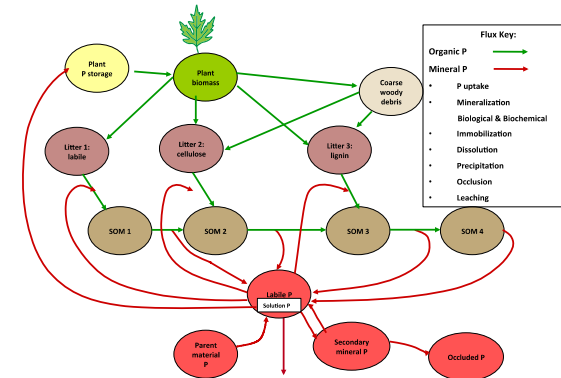 Plant
P storage
Plant
biomass
Coarse
woody
debris
Flux Key:
Organic P
Mineral P
• P uptake
• Mineralization
Biological & Biochemical
• Immobilization
• Dissolution
• Precipitation
• Occlusion
• Leaching
Litter 1:
labile
Litter 2:
cellulose
Litter 3:
lignin
SOM 1
SOM 2
SOM 3
SOM 4
Labile P
Solution P
Parent
material
P
Secondary
mineral P
Occluded P